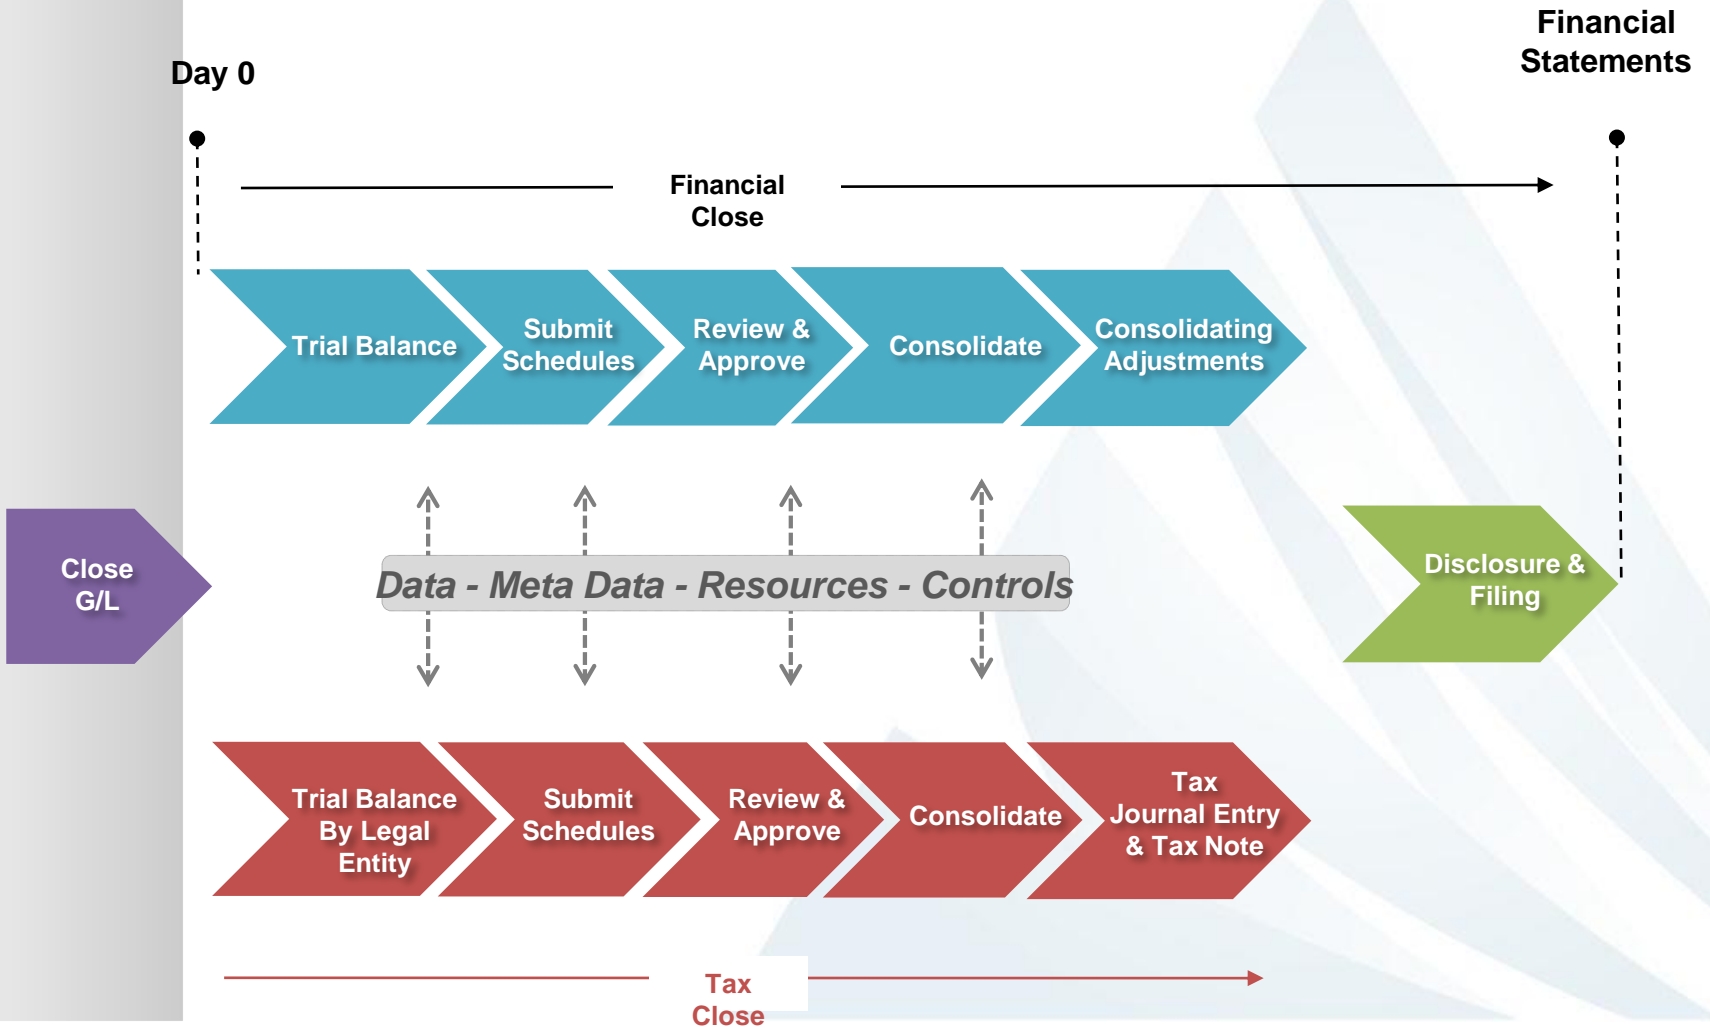 Financial
Statements
Day 0
Financial
Close
Trial Balance
Submit
Schedules
Review &
Approve
Consolidate
Consolidating
Adjustments
Close
G/L
Data - Meta Data - Resources - Controls
Disclosure &
Filing
Trial Balance
By Legal
Entity
Submit
Schedules
Review &
Approve
Consolidate
Tax
Journal Entry
& Tax Note
Tax
Close